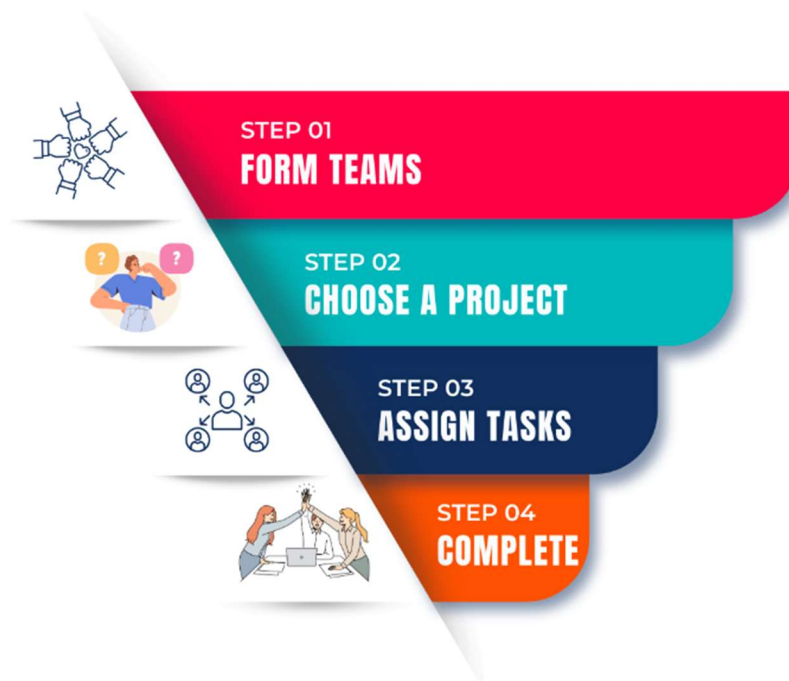 STEP 01
FORM TEAMS
?
?
STEP 02
CHOOSE A PROJECT
STEP 03
ASSIGN TASKS
STEP 04
COMPLETE